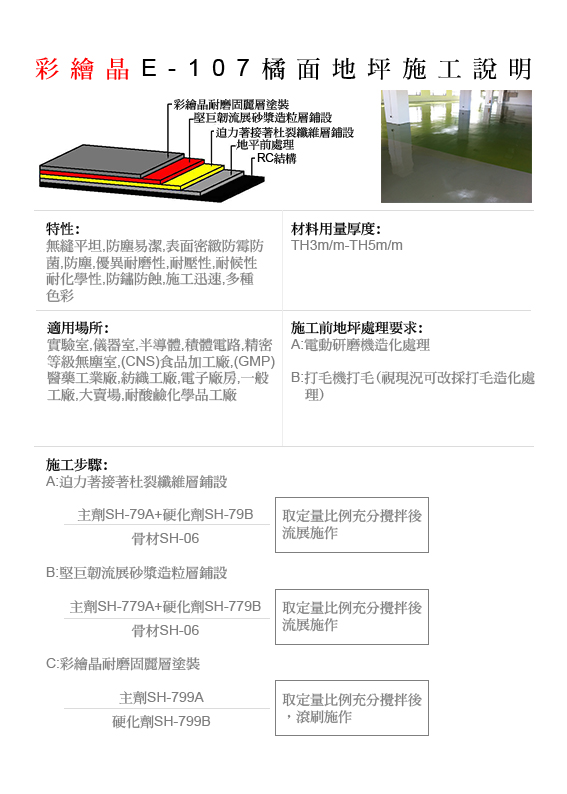 彩繪晶E-107橘面地坪施工說明
彩繪晶耐磨固麗層塗裝
堅巨韌流展砂漿造粒層鋪設
迫力著接著杜裂纖維層鋪設
地平前處理
RC結構
特性：
無縫平坦,防塵易潔,表面密緻防霉防
菌,防塵,優異耐磨性,耐壓性,耐候性
耐化學性,防鏽防蝕,施工迅速,多種
色彩
材料用量厚度：
TH3m/m-TH5m/m
適用場所：
實驗室,儀器室,半導體,積體電路,精密
等級無塵室,(CNS)食品加工廠,(GMP)
醫藥工業廠,紡織工廠,電子廠房,一般
工廠,大賣場,耐酸鹼化學品工廠
施工前地坪處理要求：
A:電動研磨機造化處理
B:打毛機打毛（視現況可改採打毛造化處
理）
施工步驟：
A:迫力著接著杜裂纖維層鋪設
主劑SH-79A+硬化劑SH-79B
骨材SH-06
取定量比例充分攪拌後
流展施作
B:堅巨韌流展砂漿造粒層鋪設
主劑SH-779A+硬化劑SH-779B
骨材SH-06
取定量比例充分攪拌後
流展施作
C:彩繪晶耐磨固麗層塗裝
主劑SH-799A
硬化劑SH-799B
取定量比例充分攪拌後
，滾刷施作